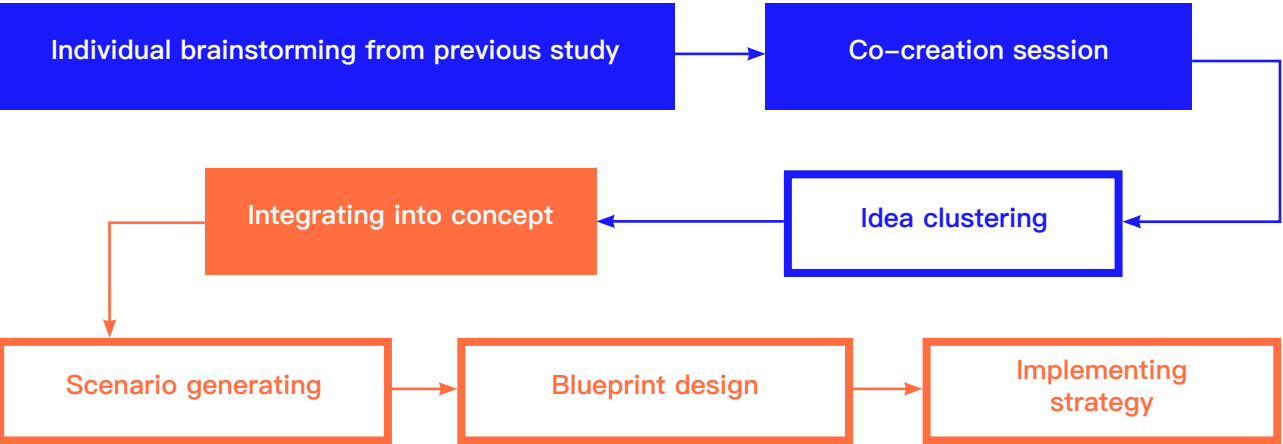 Individual brainstorming from previous study
Co-creation session
Integrating into concept
Idea clustering
Scenario generating
Blueprint design
Implementing
strategy